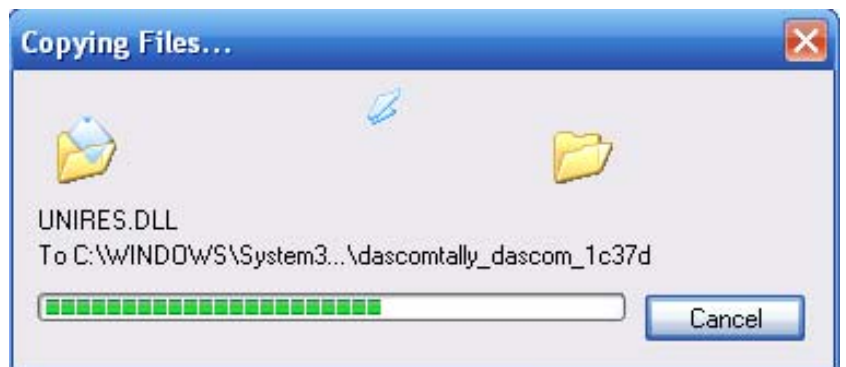 Copying Files...
UNIRES.DLL
To C:\WINDOWS\System3...\dascomtally_dascom_1c37d
Cancel